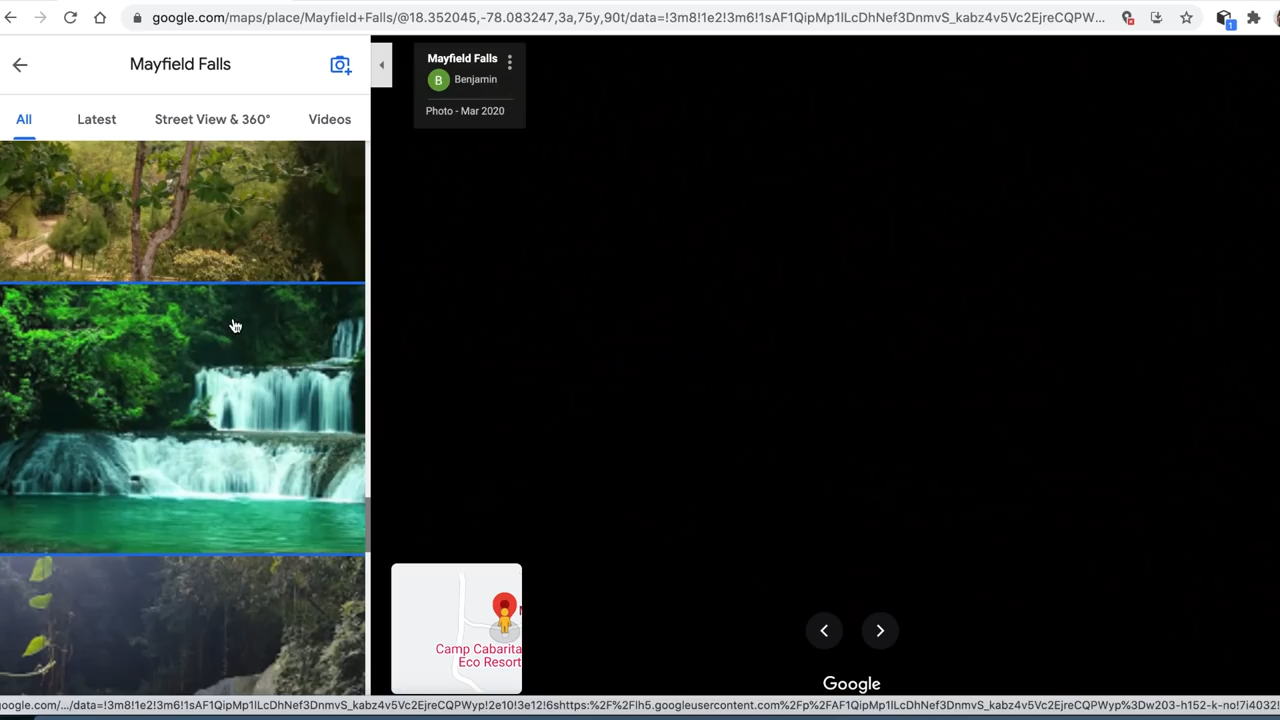 google.com/maps/place/Mayfield+Falls/@18.352045,-78.083247,3a,75y,90t/data=!3m8!1e2!3m6!1sAF1QipMp1lLcDhNef3DnmvS_kabz4v5Vc2EjreCQPW...
Mayfield Falls
All
Latest
Street View & 360°
Videos
Mayfield Falls
B
Benjamin
Photo - Mar 2020
Camp Cabarita
Eco Resort
Google
google.com/.../data=!3m8!1e2!3m6!1sAF1QipMp1lLcDhNef3DnmvS_kabz4v5Vc2EjreCQPWyp!2e10!3e12!6shttps:%2F%2Flh5.googleusercontent.com%2Fp%2FAF1QipMp1lLcDhNef3DnmvS_kabz4v5Vc2EjreCQPWyp%3Dw203-h152-k-no!7i4032!
1